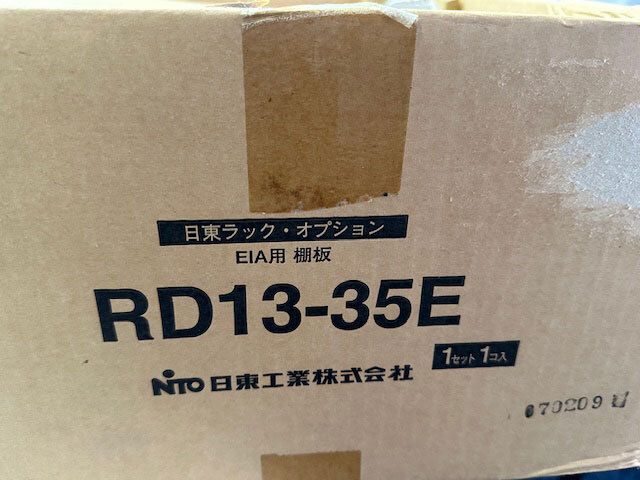 日東ラック・オプション
EIA用 棚板
RD13-35E
1セット 1コ入
NITO 日東工業株式会社
070209